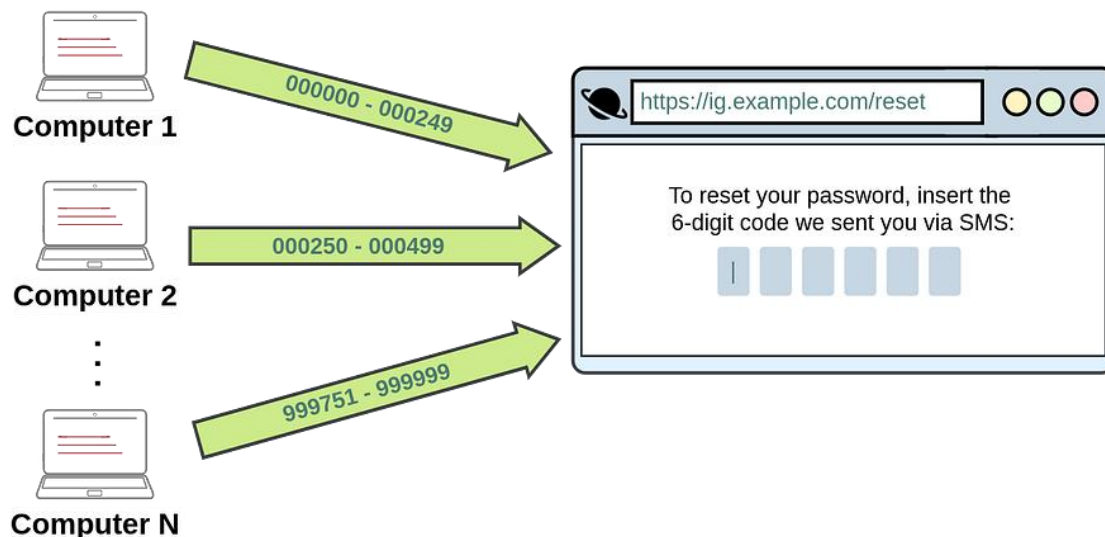 Computer 1
000000 - 000249
Computer 2
000250 - 000499
Computer N
999751 - 999999
https://ig.example.com/reset
To reset your password, insert the
6-digit code we sent you via SMS: